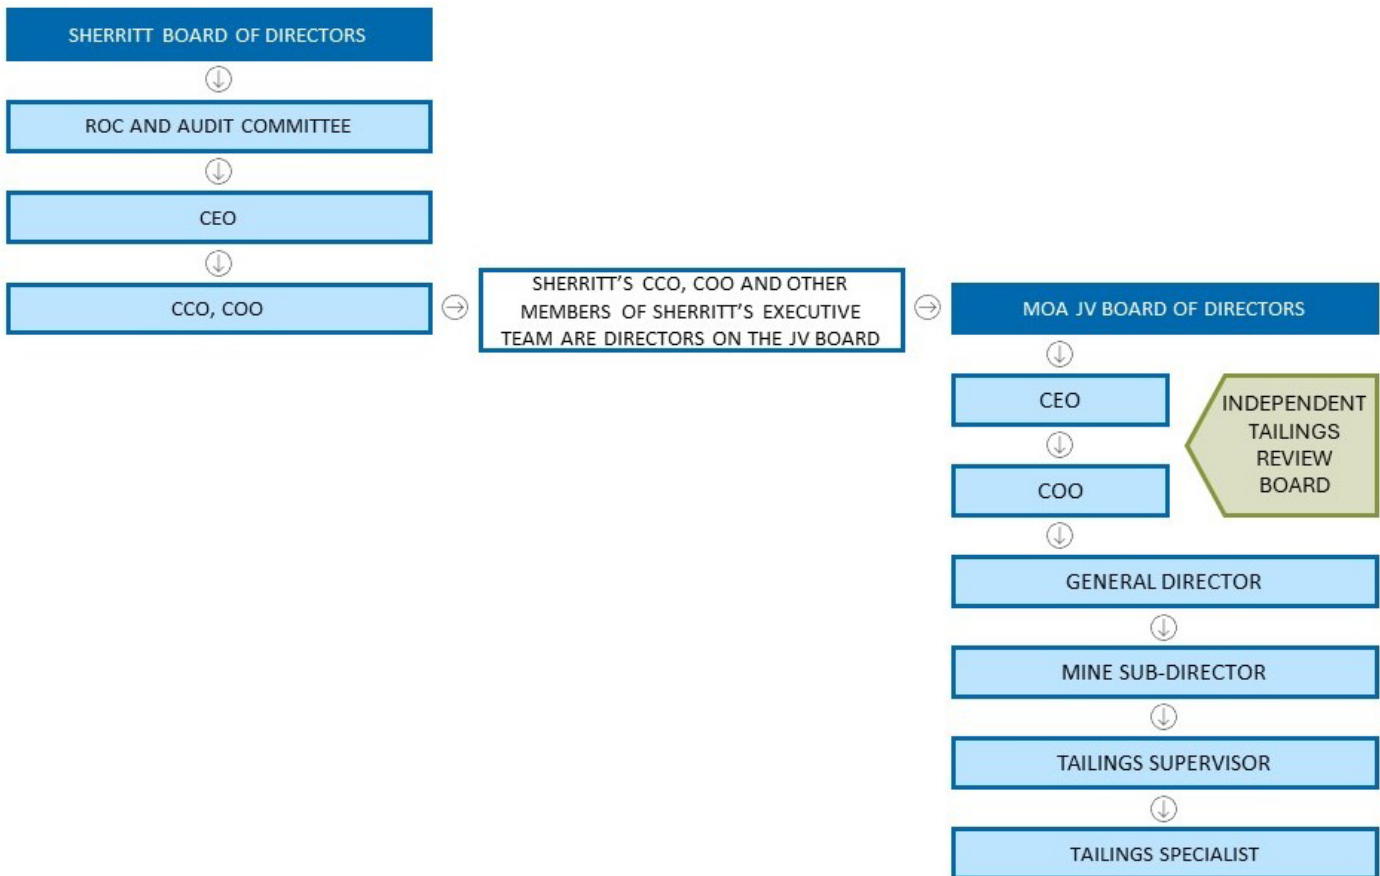 SHERRITT BOARD OF DIRECTORS
ROC AND AUDIT COMMITTEE
CEO
CCO, COO
SHERRITT’S CCO, COO AND OTHER
MEMBERS OF SHERRITT’S EXECUTIVE
TEAM ARE DIRECTORS ON THE JV BOARD
MOA JV BOARD OF DIRECTORS
CEO
COO
INDEPENDENT
TAILINGS
REVIEW
BOARD
GENERAL DIRECTOR
MINE SUB-DIRECTOR
TAILINGS SUPERVISOR
TAILINGS SPECIALIST